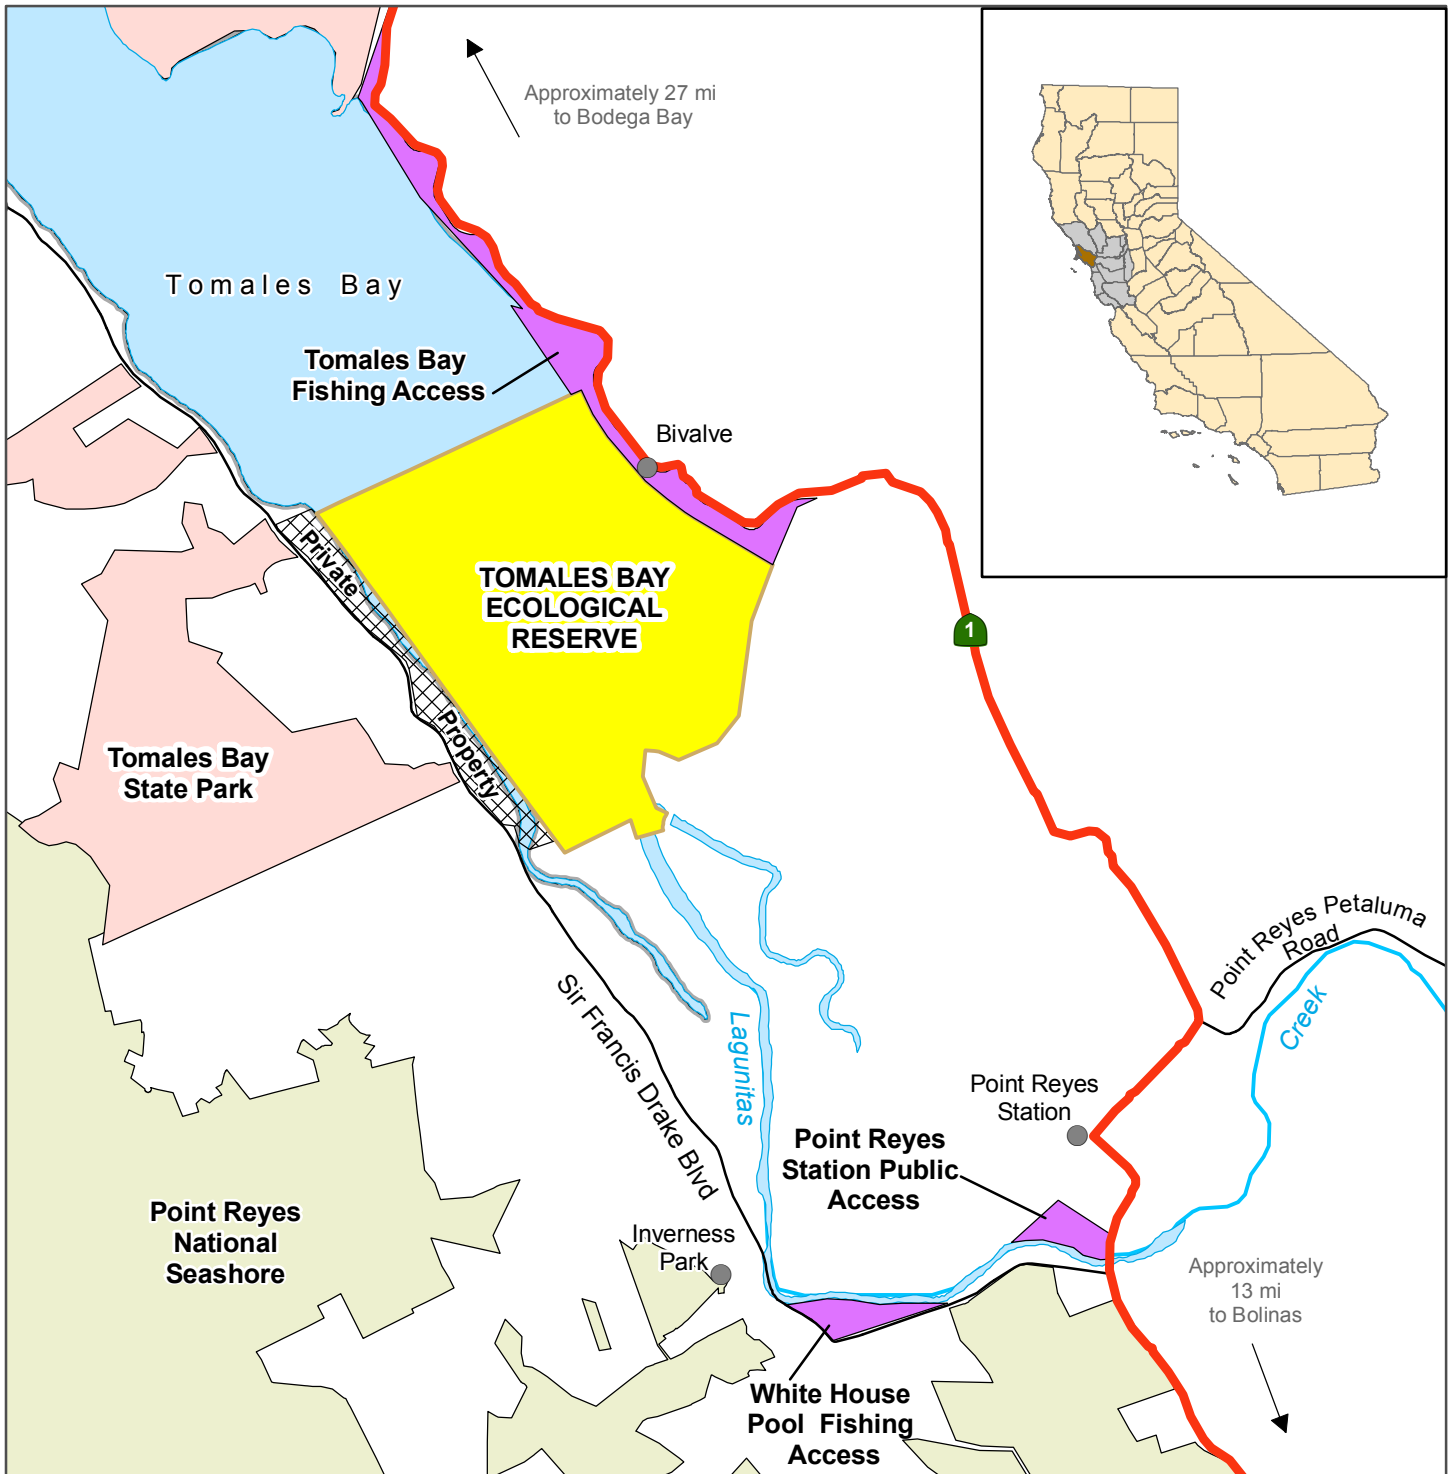 Approximately 27 mi
to Bodega Bay
Tomales Bay
Tomales Bay
Fishing Access
Bivalve
Private
Property
TOMALES BAY
ECOLOGICAL
RESERVE
1
Tomales Bay
State Park
Point Reyes Petaluma
Road
Creek
Sir Francis Drake Blvd
Lagunitas
Point Reyes
Station
Point Reyes
Station Public
Access
Point Reyes
National
Seashore
Inverness
Park
Approximately
13 mi
to Bolinas
White House
Pool Fishing
Access